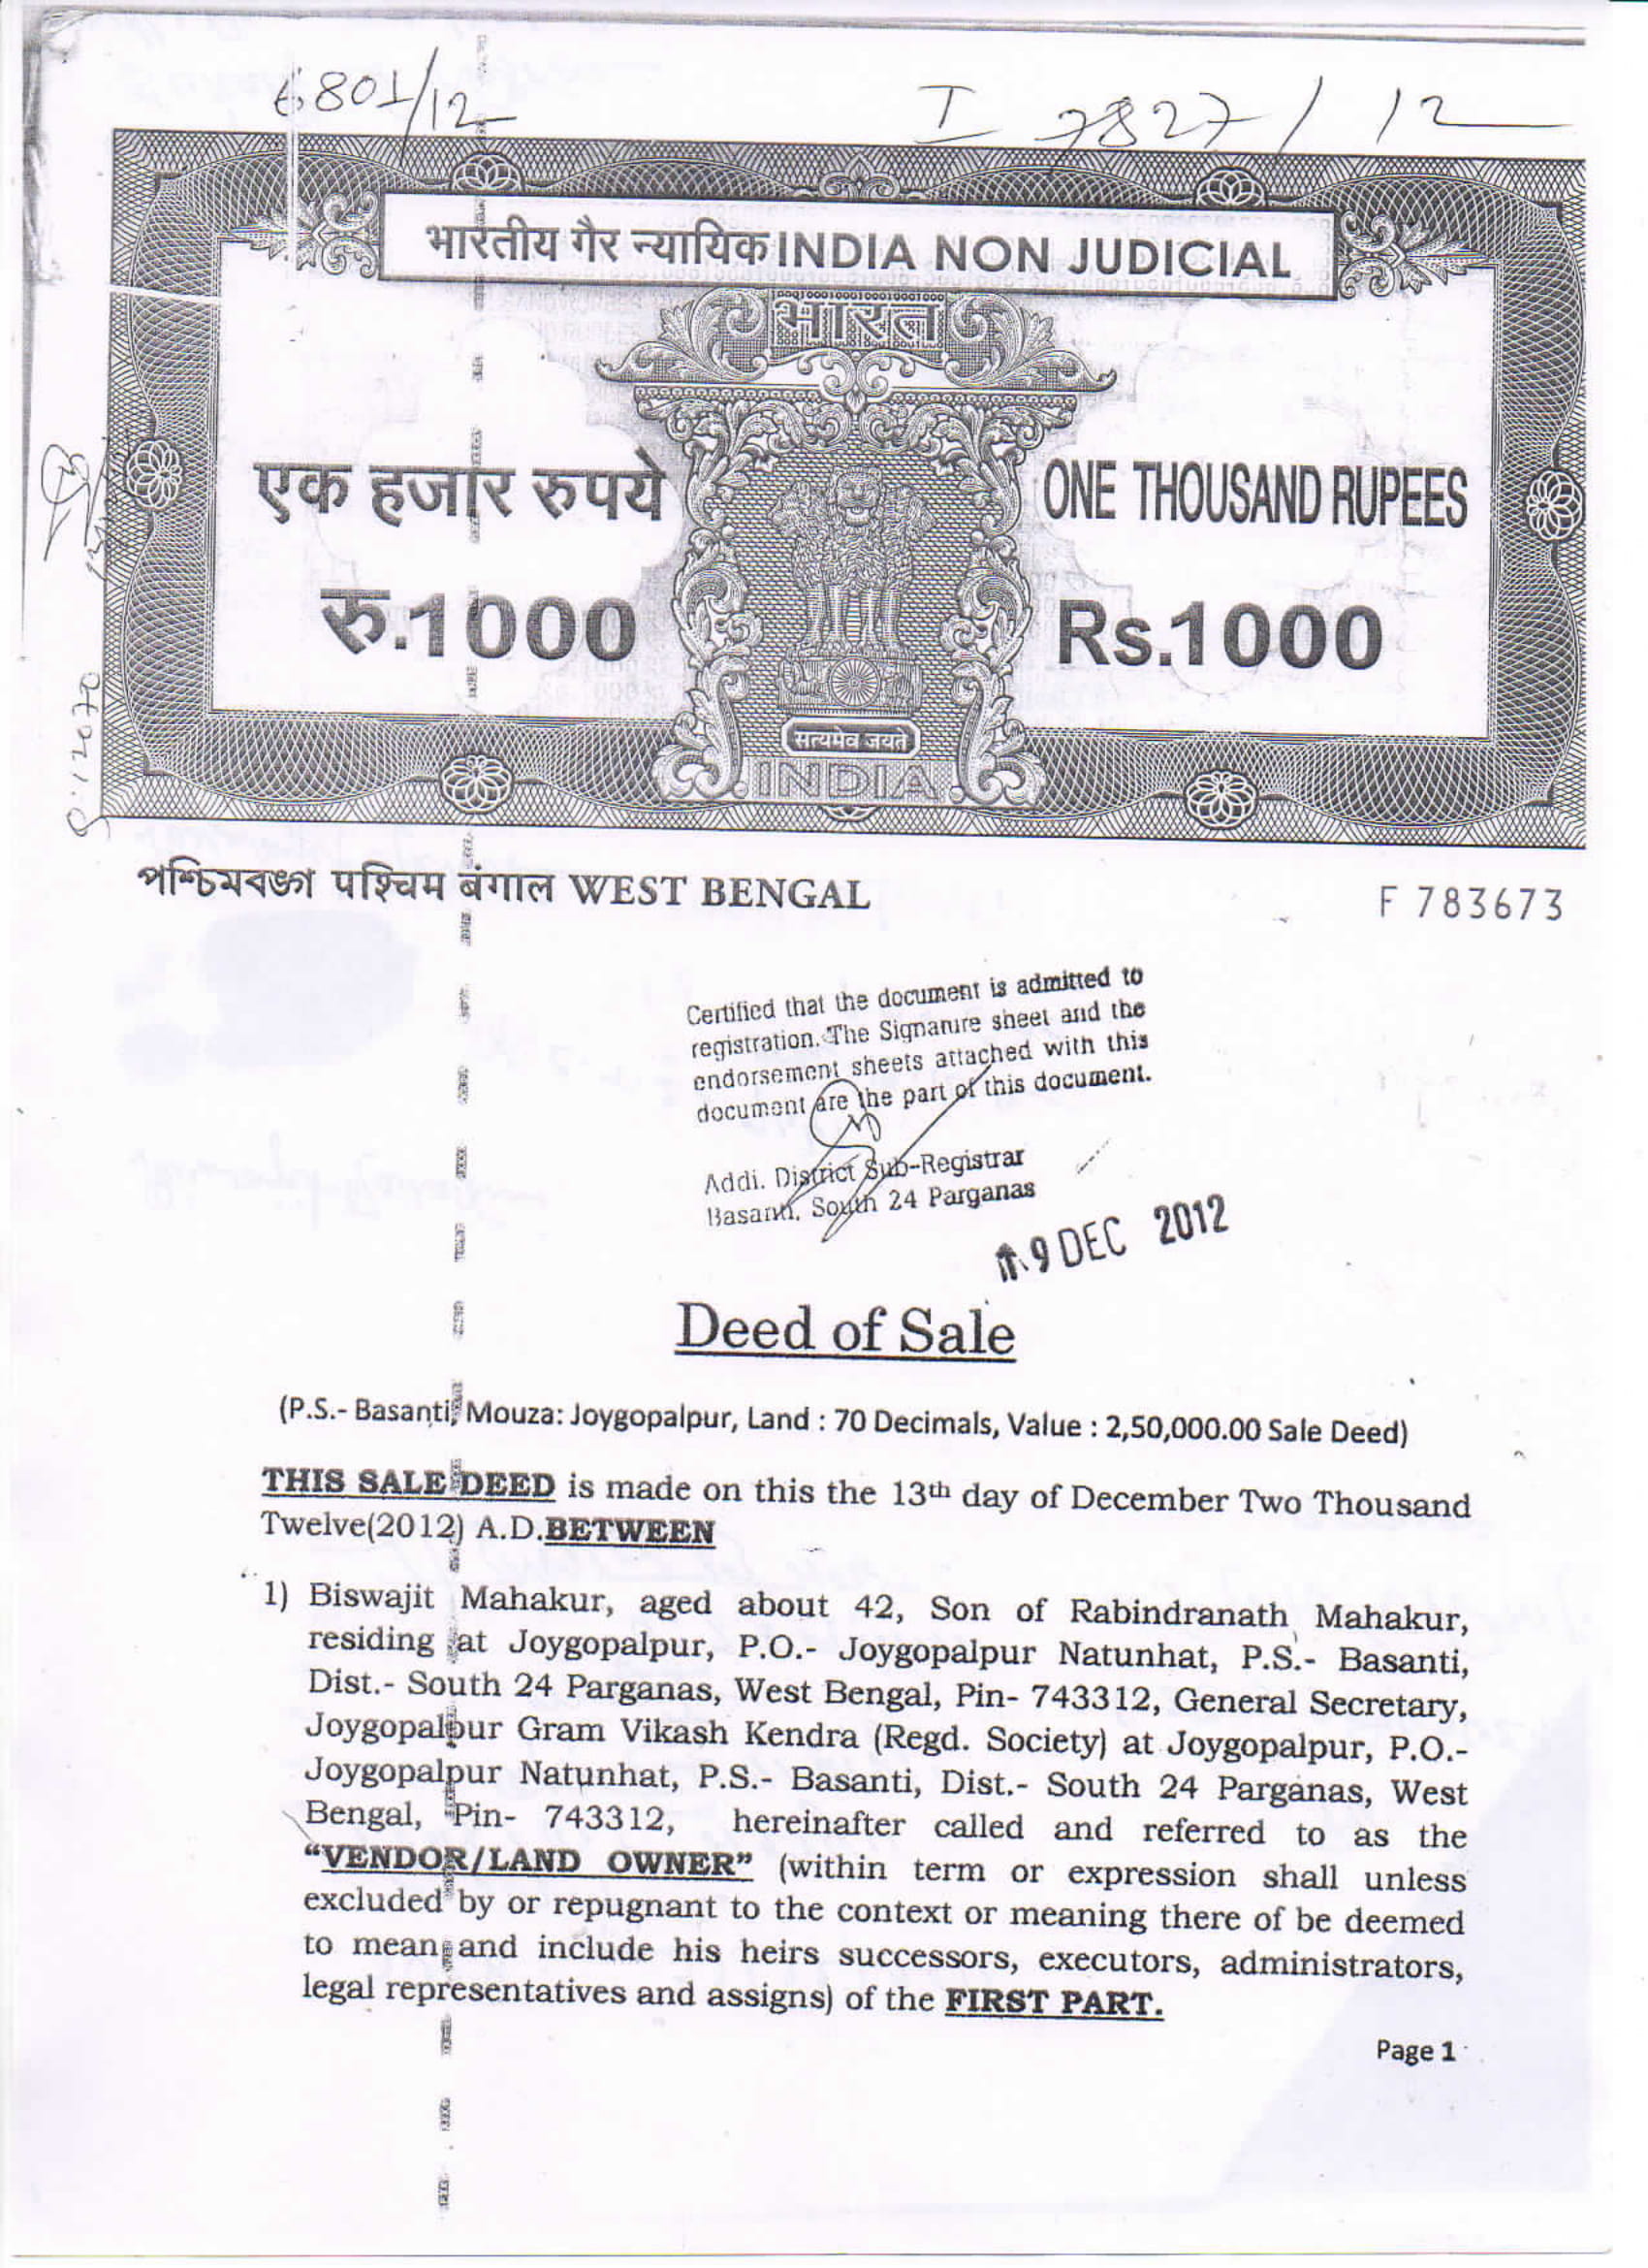 6801/12
I 7827/12
भारतीय गैर न्यायिक INDIA NON JUDICIAL
भारत
एक हजार रुपये
ONE THOUSAND RUPEES
रु.1000
Rs.1000
सत्यमेव जयते
INDIA
পশ্চিমবঙ্গ पश्चिम बंगाल WEST BENGAL
F 783673
Certified that the document is admitted to
registration. The Signature sheet and the
endorsement sheets attached with this
document are the part of this document.
Addi. District Sub-Registrar
Basanti, South 24 Parganas
9 DEC 2012
Deed of Sale
(P.S.- Basanti, Mouza: Joygopalpur, Land : 70 Decimals, Value : 2,50,000.00 Sale Deed)
THIS SALE DEED is made on this the 13th day of December Two Thousand
Twelve(2012) A.D.BETWEEN
1) Biswajit Mahakur, aged about 42, Son of Rabindranath Mahakur,
residing at Joygopalpur, P.O.- Joygopalpur Natunhat, P.S.- Basanti,
Dist.- South 24 Parganas, West Bengal, Pin- 743312, General Secretary,
Joygopalpur Gram Vikash Kendra (Regd. Society) at Joygopalpur, P.O.-
Joygopalpur Natunhat, P.S.- Basanti, Dist.- South 24 Parganas, West
Bengal, Pin- 743312, hereinafter called and referred to as the
“VENDOR/LAND OWNER” (within term or expression shall unless
excluded by or repugnant to the context or meaning there of be deemed
to mean and include his heirs successors, executors, administrators,
legal representatives and assigns) of the FIRST PART.
Page 1